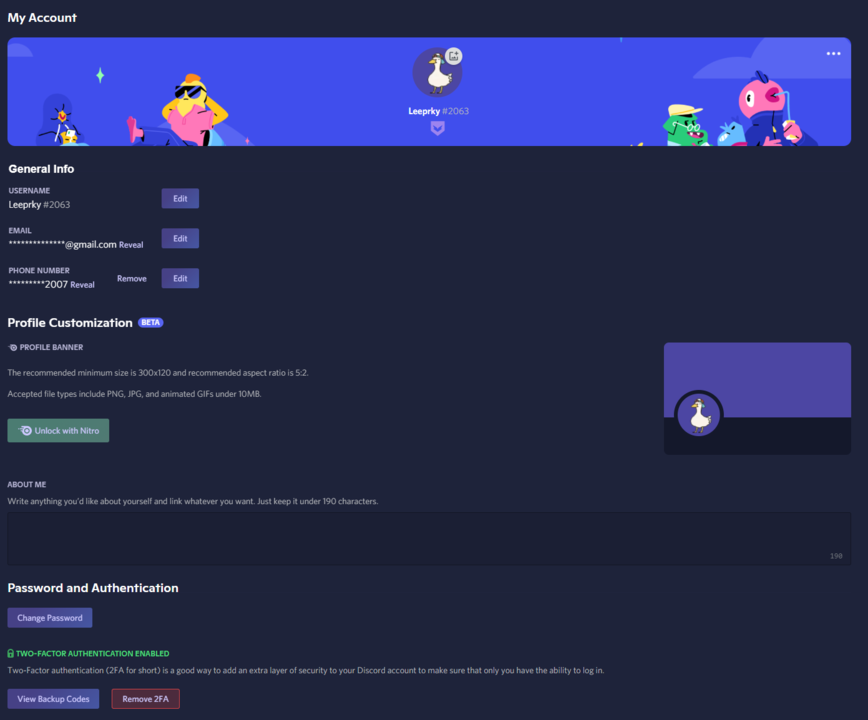 My Account
Leeprky #2063
General Info
USERNAME
Leeprky #2063
Edit
EMAIL
**************@gmail.com Reveal
Edit
PHONE NUMBER
*********2007 Reveal
Remove
Edit
Profile Customization BETA
PROFILE BANNER
The recommended minimum size is 300x120 and recommended aspect ratio is 5:2.
Accepted file types include PNG, JPG, and animated GIFs under 10MB.
Unlock with Nitro
ABOUT ME
Write anything you'd like about yourself and link whatever you want. Just keep it under 190 characters.
190
Password and Authentication
Change Password
TWO-FACTOR AUTHENTICATION ENABLED
Two-Factor authentication (2FA for short) is a good way to add an extra layer of security to your Discord account to make sure that only you have the ability to log in.
View Backup Codes
Remove 2FA